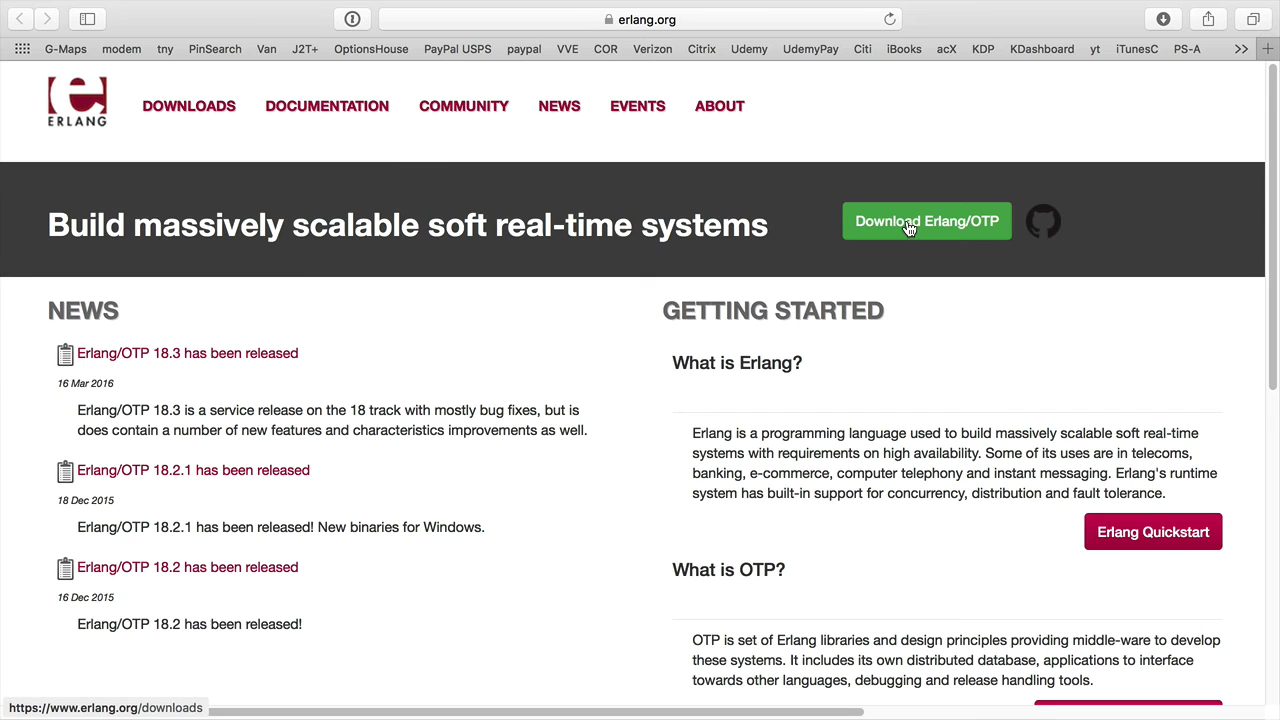 erlang.org
G-Maps modem tny PinSearch Van J2T+ OptionsHouse PayPal USPS paypal VVE COR Verizon Citrix Udemy UdemyPay Citi iBooks acX KDP KDashboard yt iTunesC PS-A
ERLANG
DOWNLOADS DOCUMENTATION COMMUNITY NEWS EVENTS ABOUT
Build massively scalable soft real-time systems
Download Erlang/OTP
NEWS
Erlang/OTP 18.3 has been released
16 Mar 2016
Erlang/OTP 18.3 is a service release on the 18 track with mostly bug fixes, but is
does contain a number of new features and characteristics improvements as well.
Erlang/OTP 18.2.1 has been released
18 Dec 2015
Erlang/OTP 18.2.1 has been released! New binaries for Windows.
Erlang/OTP 18.2 has been released
16 Dec 2015
Erlang/OTP 18.2 has been released!
GETTING STARTED
What is Erlang?
Erlang is a programming language used to build massively scalable soft real-time
systems with requirements on high availability. Some of its uses are in telecoms,
banking, e-commerce, computer telephony and instant messaging. Erlang's runtime
system has built-in support for concurrency, distribution and fault tolerance.
Erlang Quickstart
What is OTP?
OTP is set of Erlang libraries and design principles providing middle-ware to develop
these systems. It includes its own distributed database, applications to interface
towards other languages, debugging and release handling tools.
https://www.erlang.org/downloads